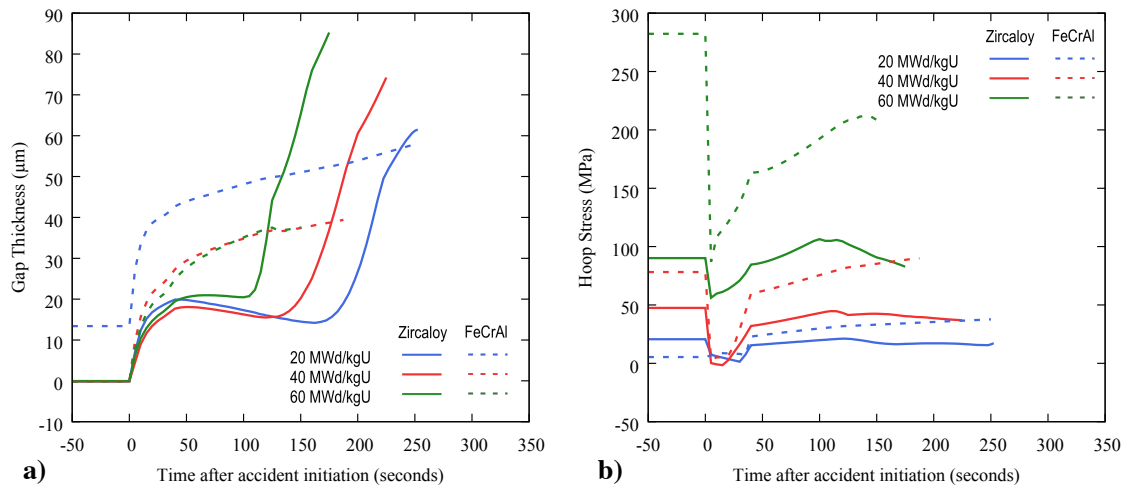 90
80
70
60
50
40
30
20
10
0
-10
Gap Thickness (μm)
Zircaloy FeCrAl
20 MWd/kgU
40 MWd/kgU
60 MWd/kgU
-50 0 50 100 150 200 250 300 350
Time after accident initiation (seconds)
a)
300
250
200
150
100
50
0
-50
Hoop Stress (MPa)
Zircaloy FeCrAl
20 MWd/kgU
40 MWd/kgU
60 MWd/kgU
-50 0 50 100 150 200 250 300 350
Time after accident initiation (seconds)
b)